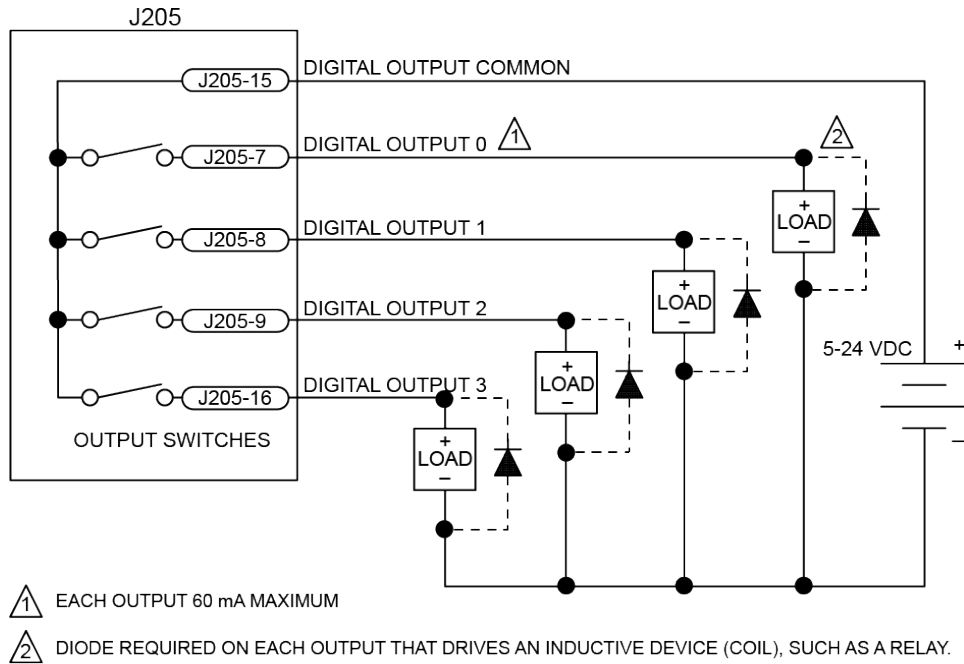 J205
J205-15 DIGITAL OUTPUT COMMON
J205-7 DIGITAL OUTPUT 0 1 2
+
LOAD
–
J205-8 DIGITAL OUTPUT 1
+
LOAD
–
J205-9 DIGITAL OUTPUT 2
+
LOAD
–
5-24 VDC +
–
J205-16 DIGITAL OUTPUT 3
+
LOAD
–
OUTPUT SWITCHES
1 EACH OUTPUT 60 mA MAXIMUM
2 DIODE REQUIRED ON EACH OUTPUT THAT DRIVES AN INDUCTIVE DEVICE (COIL), SUCH AS A RELAY.